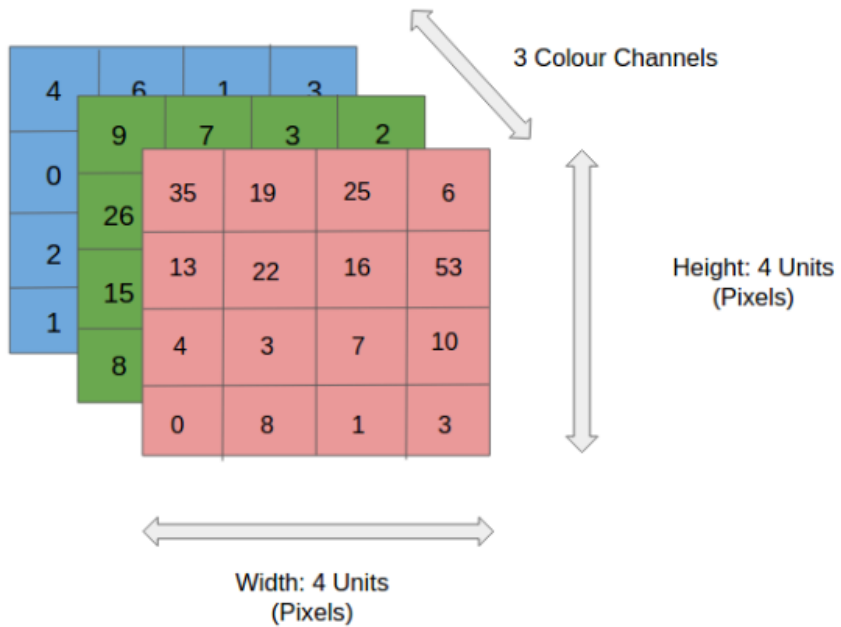 3 Colour Channels
4 6 1 3
0
2
1
9 7 3 2
26
15
8
35 19 25 6
13 22 16 53
4 3 7 10
0 8 1 3
Height: 4 Units
(Pixels)
Width: 4 Units
(Pixels)